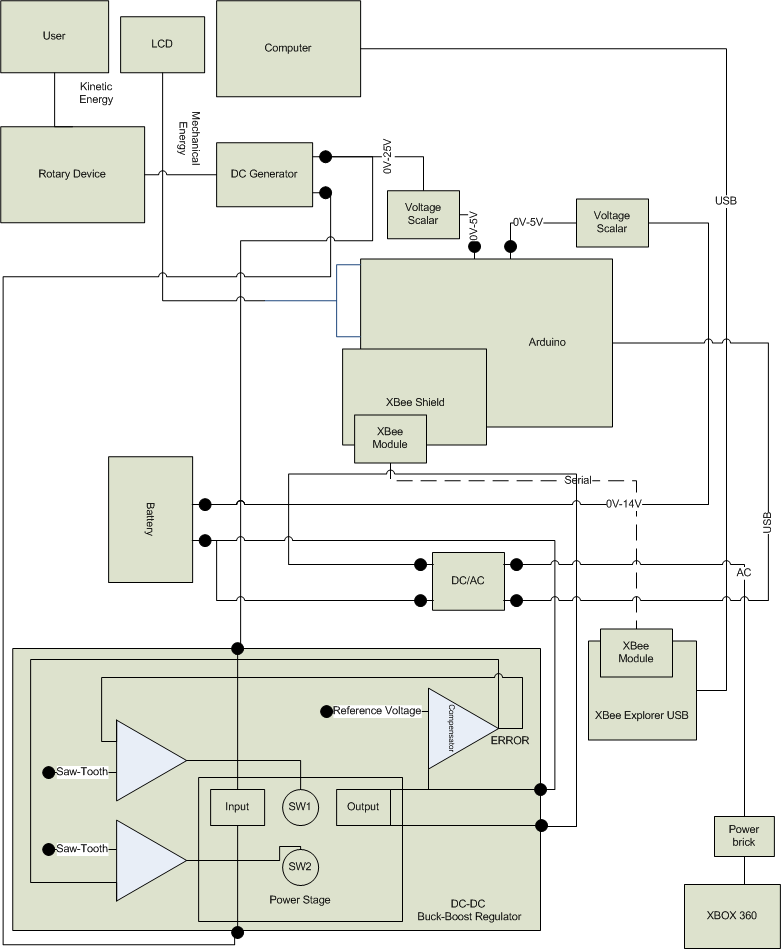 User
LCD
Computer
Kinetic
Energy
Mechanical
Energy
Rotary Device
DC Generator
0V-25V
Voltage
Scalar
0V-5V
0V-5V
Voltage
Scalar
USB
Arduino
XBee Shield
XBee
Module
Serial
Battery
0V-14V
USB
DC/AC
AC
XBee
Module
XBee Explorer USB
Reference Voltage
Compensator
ERROR
Saw-Tooth
Input
SW1
Output
Saw-Tooth
SW2
Power Stage
DC-DC
Buck-Boost Regulator
Power
brick
XBOX 360